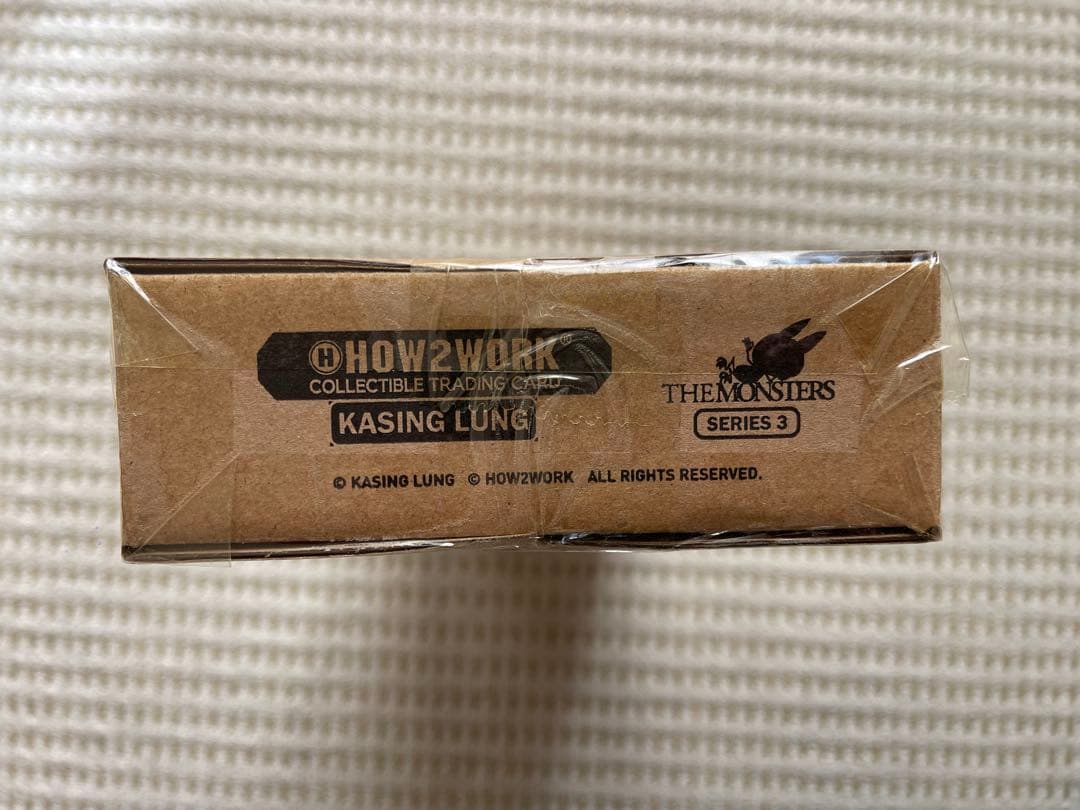 H HOW2WORK®
COLLECTIBLE TRADING CARD
KASING LUNG
THE MONSTERS
SERIES 3
© KASING LUNG © HOW2WORK ALL RIGHTS RESERVED.